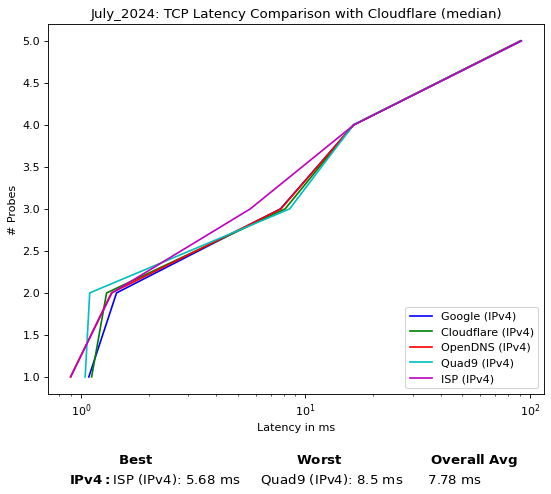 July_2024: TCP Latency Comparison with Cloudflare (median)
5.0
4.5
4.0
3.5
3.0
2.5
2.0
1.5
1.0
# Probes
Google (IPv4)
Cloudflare (IPv4)
OpenDNS (IPv4)
Quad9 (IPv4)
ISP (IPv4)
10⁰ 10¹ 10²
Latency in ms
Best Worst Overall Avg
IPv4: ISP (IPv4): 5.68 ms Quad9 (IPv4): 8.5 ms 7.78 ms